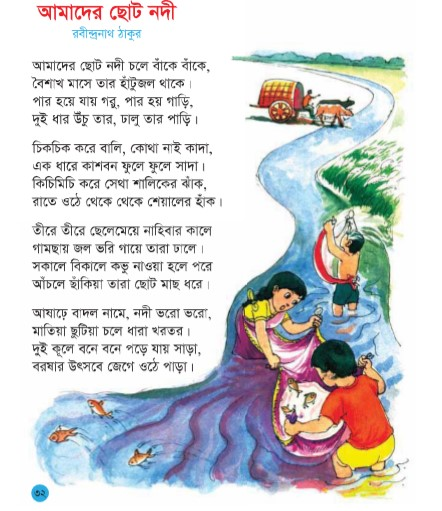 আমাদের ছোট নদী
রবীন্দ্রনাথ ঠাকুর
আমাদের ছোট নদী চলে বাঁকে বাঁকে,
বৈশাখ মাসে তার হাঁটুজল থাকে।
পার হয়ে যায় গরু, পার হয় গাড়ি,
দুই ধার উঁচু তার, ঢালু তার পাড়ি।
চিকচিক করে বালি, কোথা নাই কাদা,
এক ধারে কাশবন ফুলে ফুলে সাদা।
কিচিমিচি করে সেথা শালিকের ঝাঁক,
রাতে ওঠে থেকে থেকে শেয়ালের হাঁক।
তীরে তীরে ছেলেমেয়ে নাহিবার কালে
গামছায় জল ভরি গায়ে তারা ঢালে।
সকালে বিকালে কভু নাওয়া হলে পরে
আঁচলে ছাঁকিয়া তারা ছোট মাছ ধরে।
আষাঢ়ে বাদল নামে, নদী ভরো ভরো,
মাতিয়া ছুটিয়া চলে ধারা খরতর।
দুই কূলে বনে বনে পড়ে যায় সাড়া,
বরষার উৎসবে জেগে ওঠে পাড়া।
৩২